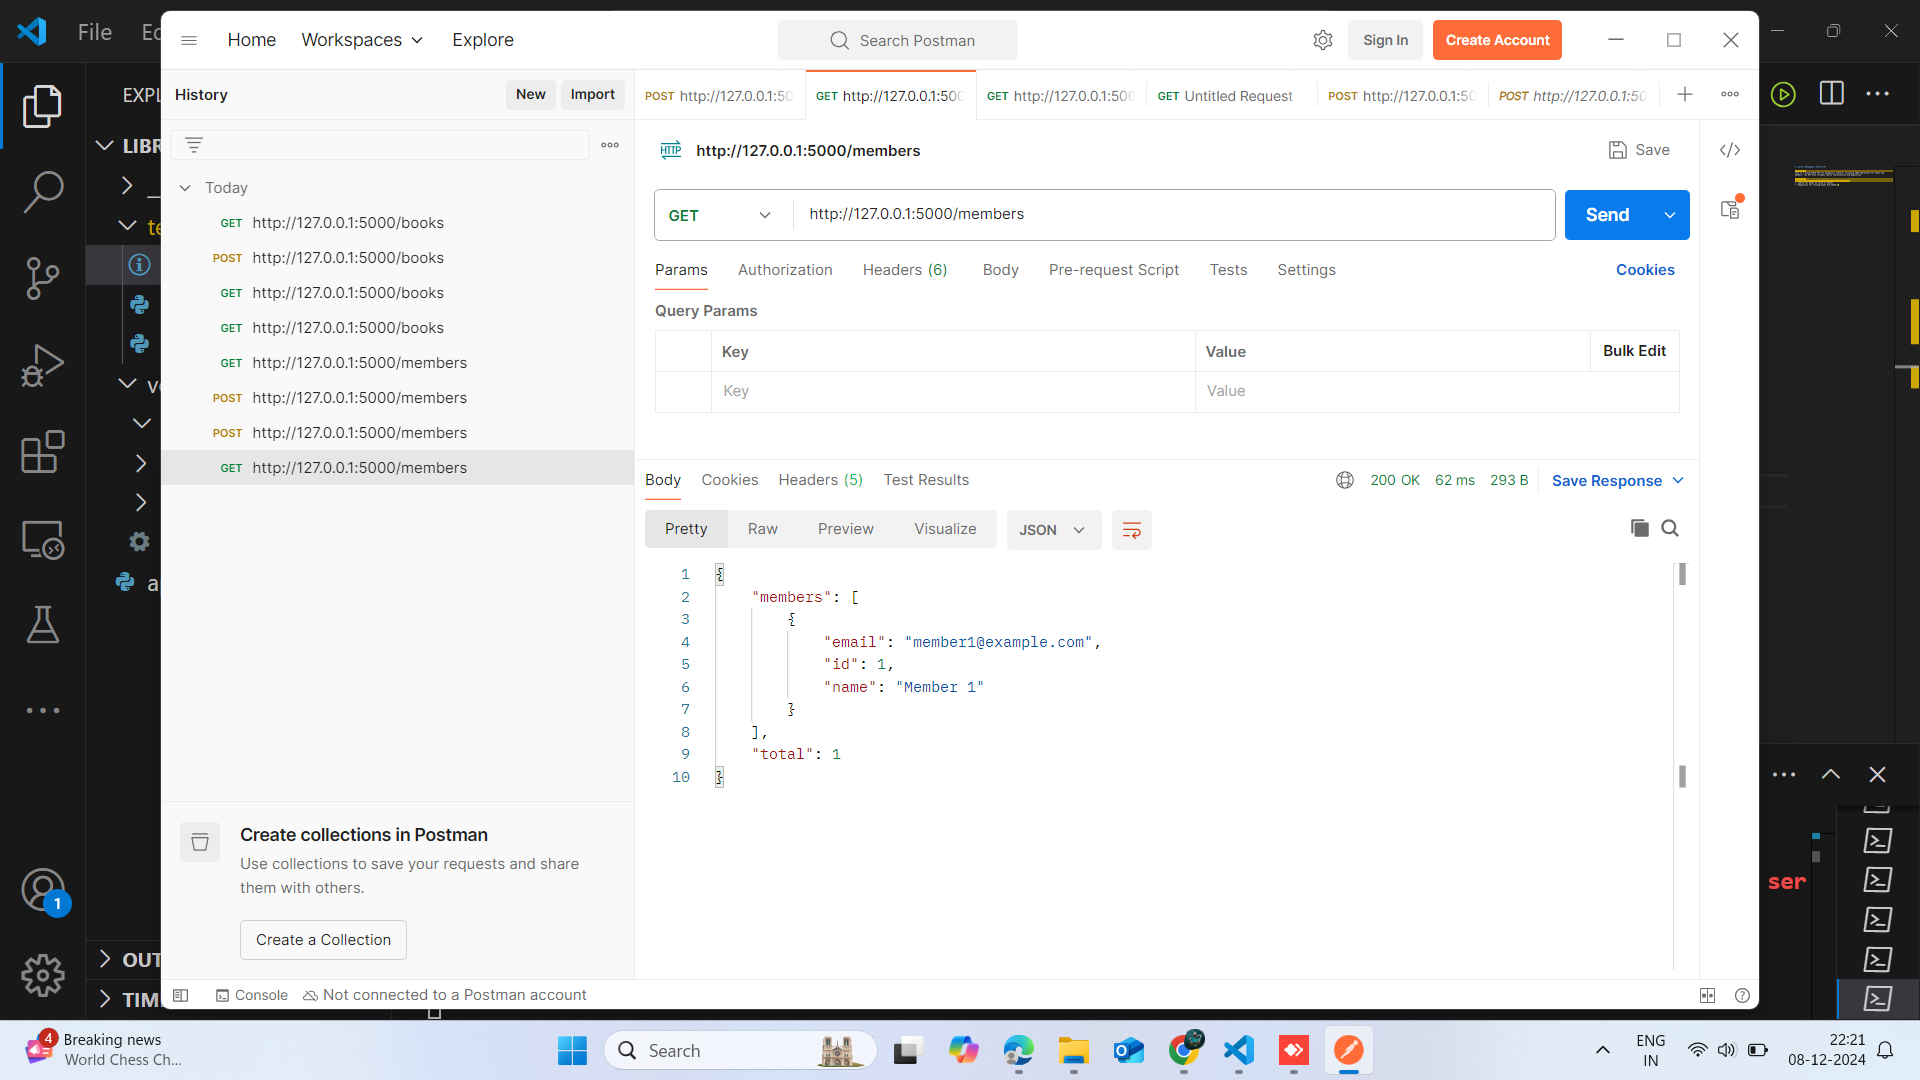 File
Home
Workspaces
Explore
Search Postman
Sign In
Create Account
History
New
Import
POST http://127.0.0.1:50
GET http://127.0.0.1:500
GET http://127.0.0.1:500
GET Untitled Request
POST http://127.0.0.1:50
POST http://127.0.0.1:50
EXPL
LIBR
HTTP http://127.0.0.1:5000/members
Save
Today
GET http://127.0.0.1:5000/books
POST http://127.0.0.1:5000/books
GET http://127.0.0.1:5000/books
GET http://127.0.0.1:5000/books
GET http://127.0.0.1:5000/members
POST http://127.0.0.1:5000/members
POST http://127.0.0.1:5000/members
GET http://127.0.0.1:5000/members
GET
http://127.0.0.1:5000/members
Send
Params
Authorization
Headers (6)
Body
Pre-request Script
Tests
Settings
Cookies
Query Params
Key
Value
Bulk Edit
Key
Value
Body
Cookies
Headers (5)
Test Results
200 OK
62 ms
293 B
Save Response
Pretty
Raw
Preview
Visualize
JSON
1 {
2 "members": [
3 {
4 "email": "member1@example.com",
5 "id": 1,
6 "name": "Member 1"
7 }
8 ],
9 "total": 1
10 }
ser
Create collections in Postman
Use collections to save your requests and share
them with others.
Create a Collection
1
OUT
TIM
Console
Not connected to a Postman account
4
Breaking news
World Chess Ch...
Search
ENG
IN
22:21
08-12-2024